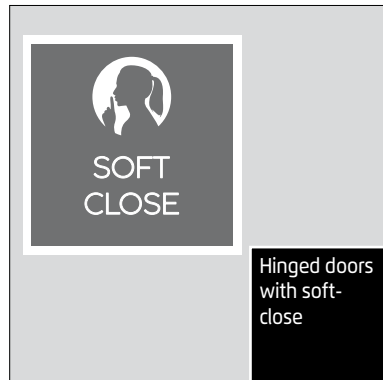 SOFT
CLOSE
Hinged doors
with soft-
close